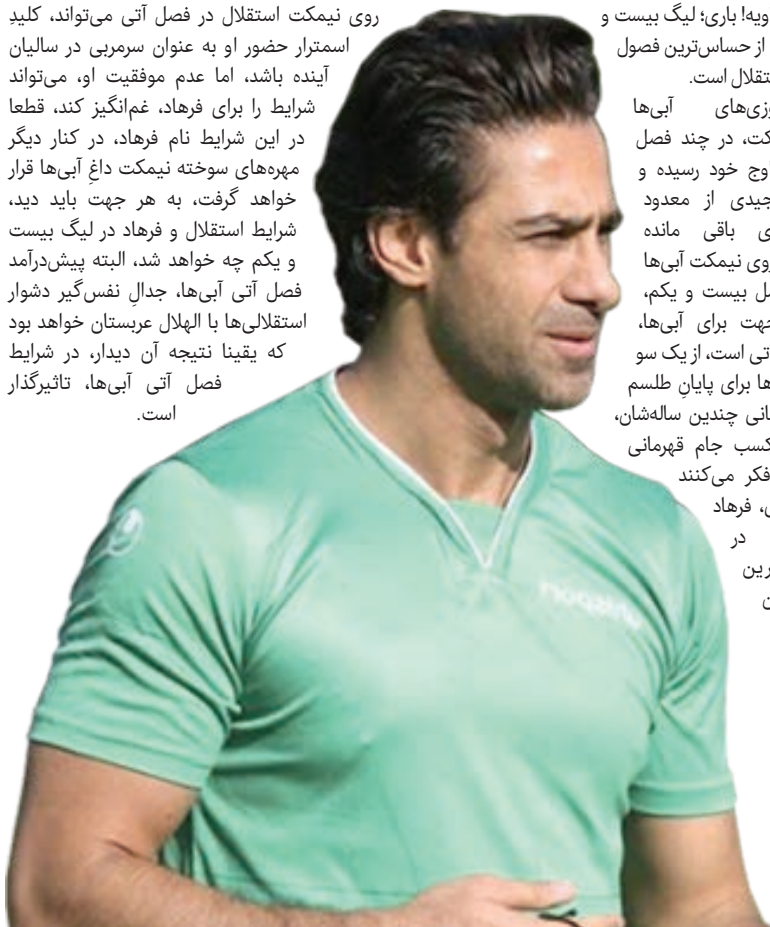 ویه! باری؛ لیگ بیست و
از حساس‌ترین فصول
تقلال است.
زی‌های آبی‌ها
کت، در چند فصل
وج خود رسیده و
جیدی از معدود
ی باقی مانده
روی نیمکت آبی‌ها
ل بیست و یکم،
جهت برای آبی‌ها،
تی است، از یک سو
ها برای پایانِ طلسم
انی چندین ساله‌شان،
کسب جام قهرمانی
فکر می‌کنند
ی، فرهاد
در
رین
ن
روی نیمکت استقلال در فصل آتی می‌تواند، کلیدِ
اسمترار حضور او به عنوان سرمربی در سالیان
آینده باشد، اما عدم موفقیت او، می‌تواند
شرایط را برای فرهاد، غم‌انگیز کند، قطعا
در این شرایط نام فرهاد، در کنار دیگر
مهره‌های سوخته نیمکت داغِ آبی‌ها قرار
خواهد گرفت، به هر جهت باید دید،
شرایط استقلال و فرهاد در لیگ بیست
و یکم چه خواهد شد، البته پیش‌درآمد
فصل آتی آبی‌ها، جدالِ نفس‌گیر دشوار
استقلالی‌ها با الهلال عربستان خواهد بود
که یقینا نتیجه آن دیدار، در شرایط
فصل آتی آبی‌ها، تاثیرگذار
است.
uhlsport